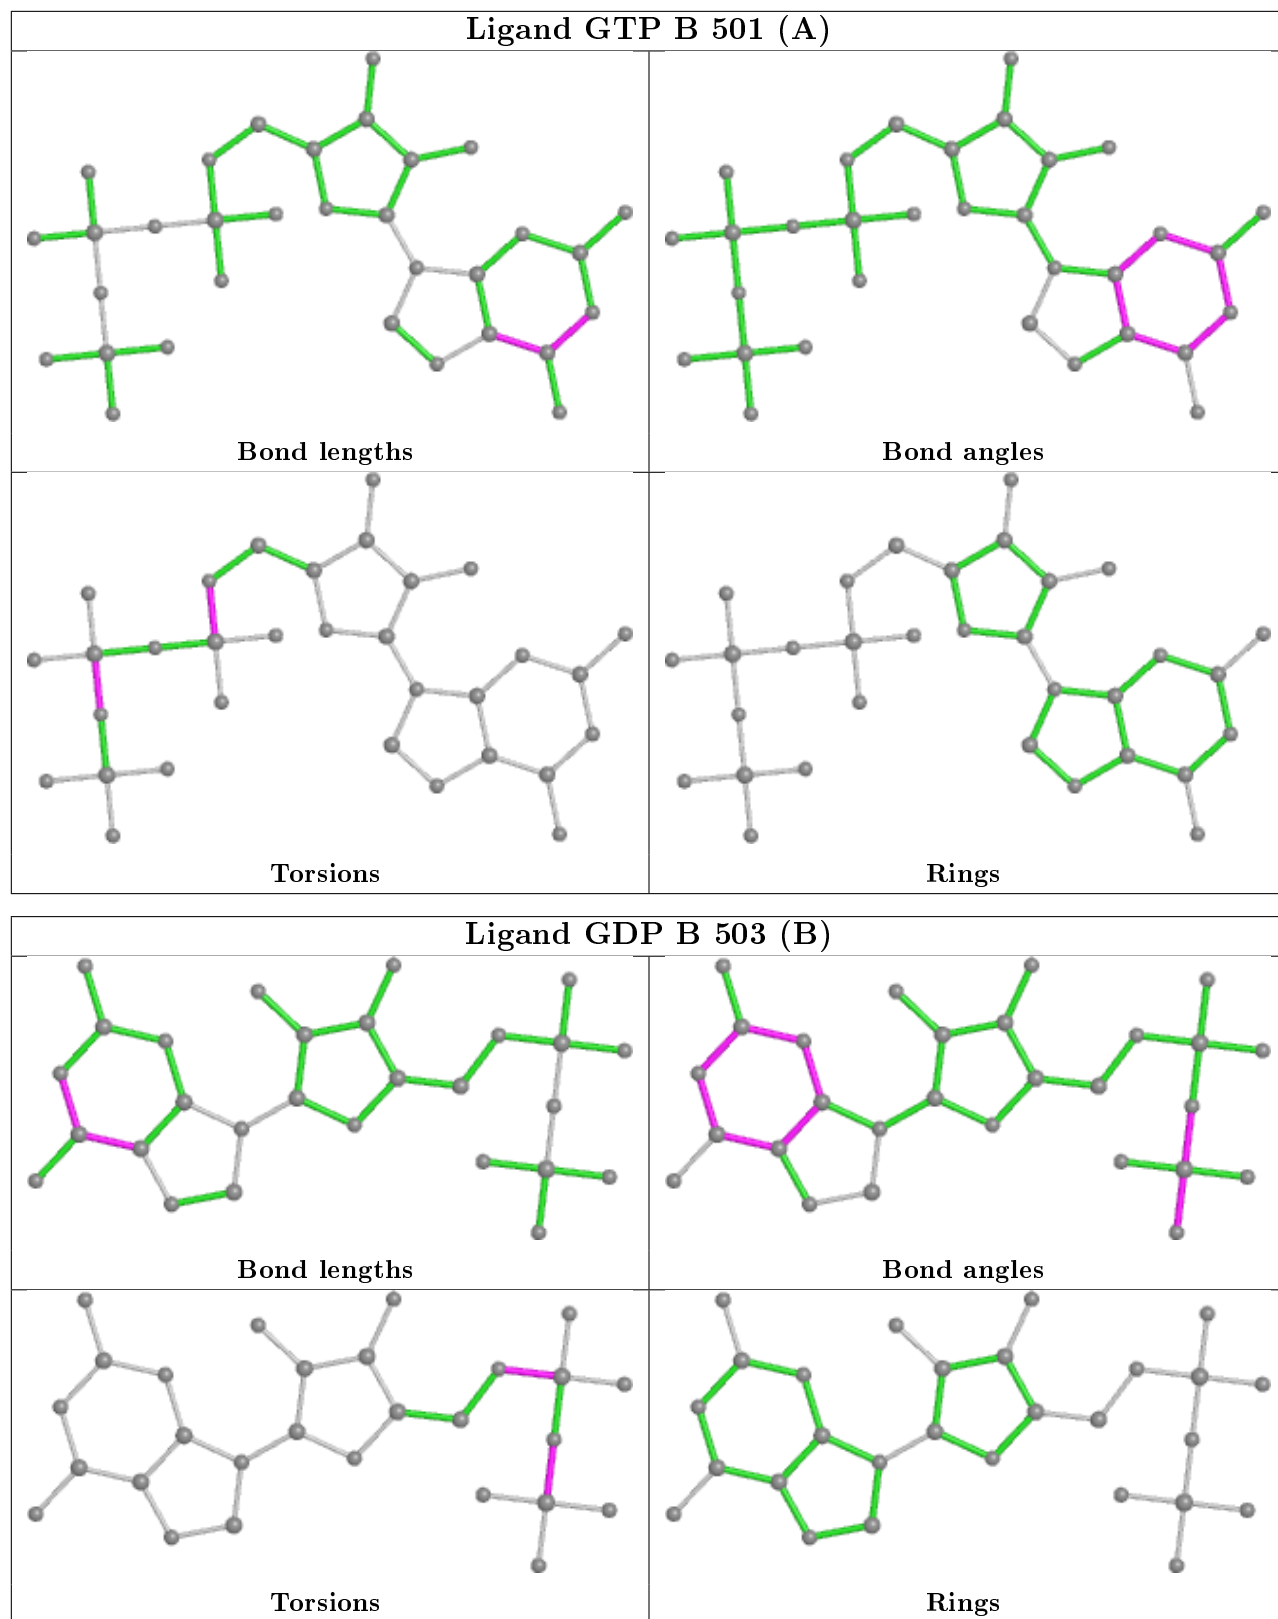 Ligand GTP B 501 (A)
Bond lengths
Bond angles
Torsions
Rings
Ligand GDP B 503 (B)
Bond lengths
Bond angles
Torsions
Rings